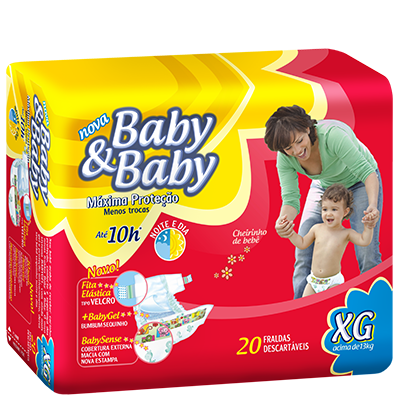 nova
Baby
&Baby
Máxima Proteção
Menos trocas
Até 10h*
NOITE E DIA
Cheirinho
de bebê
Novo!
Fita
Elástica
TIPO VELCRO
+BabyGel
BUMBUM SEQUINHO
BabySense
COBERTURA EXTERNA
MACIA COM
NOVA ESTAMPA
20 FRALDAS
DESCARTÁVEIS
XG
acima de 13kg